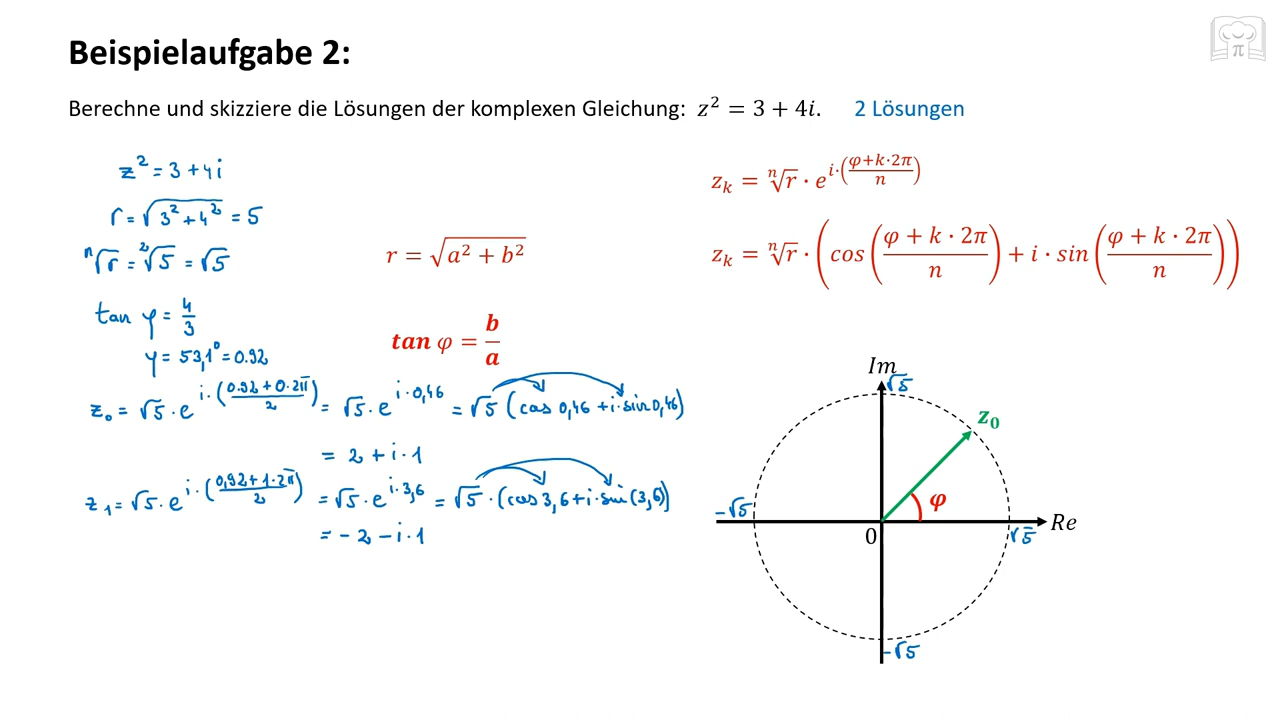 Beispielaufgabe 2:
Berechne und skizziere die Lösungen der komplexen Gleichung: z² = 3 + 4i. 2 Lösungen
z² = 3 + 4i
r = √(3² + 4²) = 5
ⁿ√r = ²√5 = √5
tan φ = 4/3
φ = 53,1° = 0.92
z₀ = √5 · e^(i·((0.92 + 0·2π)/2)) = √5 · e^(i·0,46) = √5 (cos 0,46 + i·sin 0,46)
= 2 + i·1
z₁ = √5 · e^(i·((0,92 + 1·2π)/2)) = √5 · e^(i·3,6) = √5 · (cos 3,6 + i·sin(3,6))
= -2 - i·1
r = √(a² + b²)
tan φ = b/a
z_k = ⁿ√r · e^(i·((φ+k·2π)/n))
z_k = ⁿ√r · (cos((φ + k · 2π)/n) + i · sin((φ + k · 2π)/n))
Im
√5
z₀
φ
-√5
0
√5
Re
-√5
π